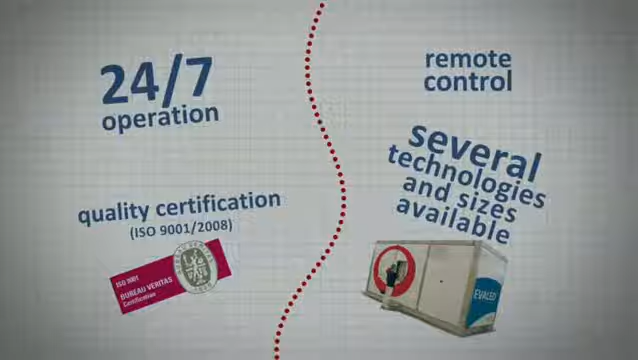 24/7
operation
quality certification
(ISO 9001/2008)
ISO 9001
BUREAU VERITAS
Certification
remote
control
several
technologies
and sizes
available